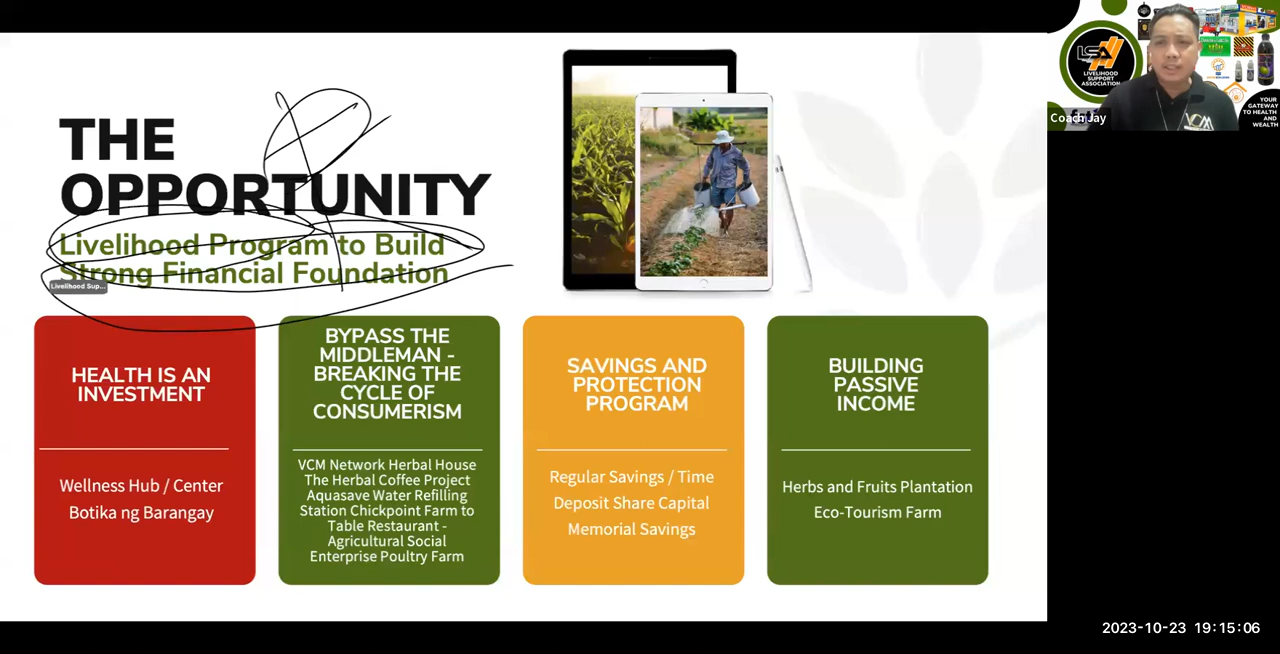 THE
OPPORTUNITY
Livelihood Program to Build
Strong Financial Foundation
Livelihood Sup...
HEALTH IS AN
INVESTMENT
Wellness Hub / Center
Botika ng Barangay
BYPASS THE
MIDDLEMAN -
BREAKING THE
CYCLE OF
CONSUMERISM
VCM Network Herbal House
The Herbal Coffee Project
Aquasave Water Refilling
Station Chickpoint Farm to
Table Restaurant -
Agricultural Social
Enterprise Poultry Farm
SAVINGS AND
PROTECTION
PROGRAM
Regular Savings / Time
Deposit Share Capital
Memorial Savings
BUILDING
PASSIVE
INCOME
Herbs and Fruits Plantation
Eco-Tourism Farm
LSA
LIVELIHOOD
SUPPORT
ASSOCIATION
YOUR
GATEWAY
TO HEALTH
AND
WEALTH
VCM
Coach Jay
2023-10-23 19:15:06